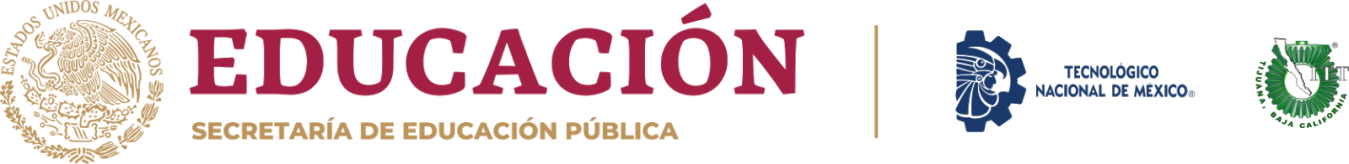 ESTADOS UNIDOS MEXICANOS
EDUCACIÓN
SECRETARÍA DE EDUCACIÓN PÚBLICA
TECNOLÓGICO
NACIONAL DE MÉXICO®
®
TIJUANA, BAJA CALIFORNIA